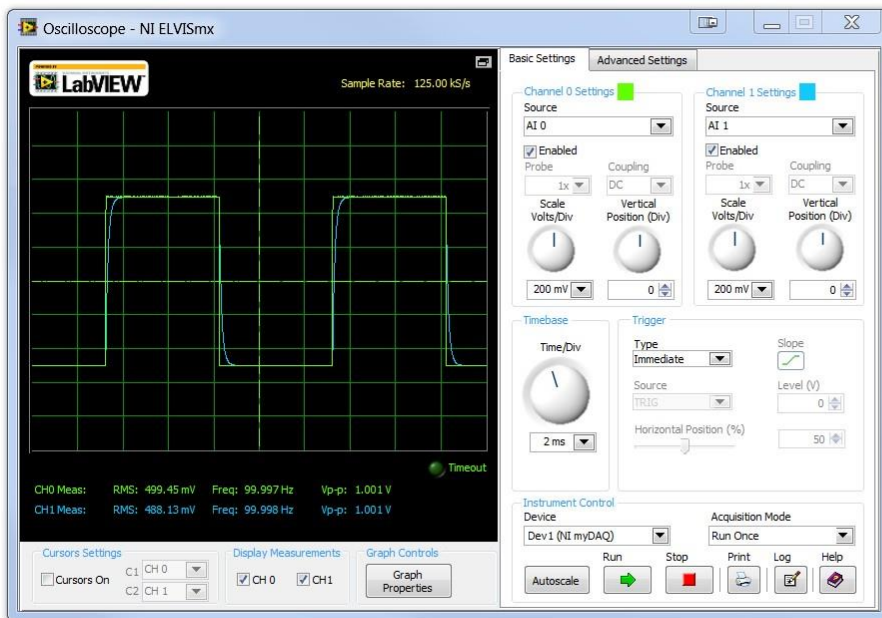 Oscilloscope - NI ELVISmx
LabVIEW
Sample Rate: 125.00 kS/s
Timeout
CH0 Meas: RMS: 499.45 mV Freq: 99.997 Hz Vp-p: 1.001 V
CH1 Meas: RMS: 488.13 mV Freq: 99.998 Hz Vp-p: 1.001 V
Cursors Settings
Cursors On
C1 CH 0
C2 CH 1
Display Measurements
CH 0 CH1
Graph Controls
Graph
Properties
Basic Settings Advanced Settings
Channel 0 Settings
Source
AI 0
Enabled
Probe Coupling
1x DC
Scale Vertical
Volts/Div Position (Div)
200 mV 0
Channel 1 Settings
Source
AI 1
Enabled
Probe Coupling
1x DC
Scale Vertical
Volts/Div Position (Div)
200 mV 0
Timebase
Time/Div
2 ms
Trigger
Type Slope
Immediate
Source Level (V)
TRIG 0
Horizontal Position (%)
50
Instrument Control
Device Acquisition Mode
Dev1 (NI myDAQ) Run Once
Run Stop Print Log Help
Autoscale